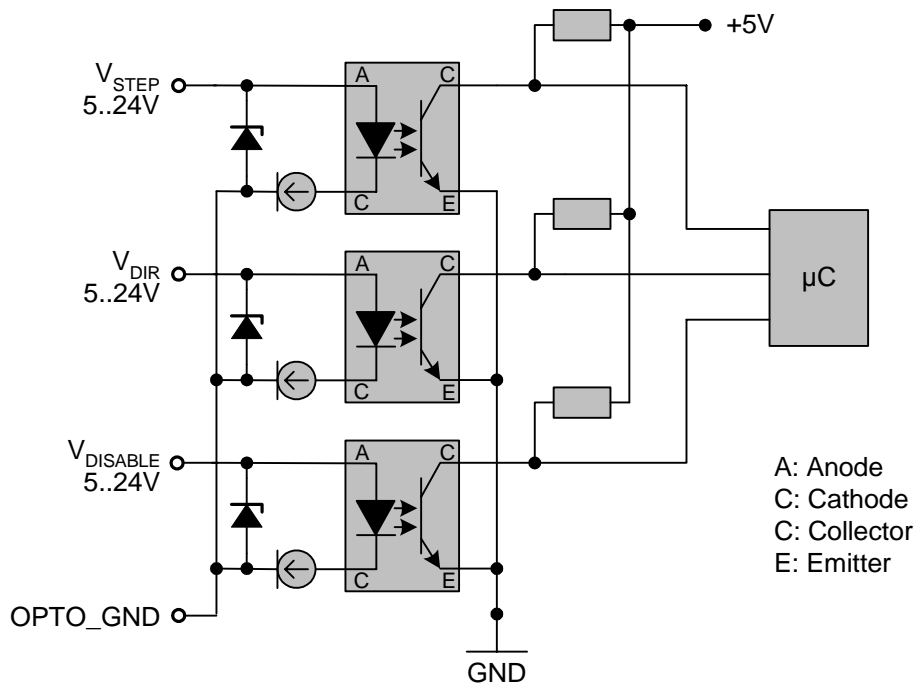 +5V
V_STEP
5..24V
A
C
C
E
V_DIR
5..24V
A
C
C
E
µC
V_DISABLE
5..24V
A
C
C
E
A: Anode
C: Cathode
C: Collector
E: Emitter
OPTO_GND
GND